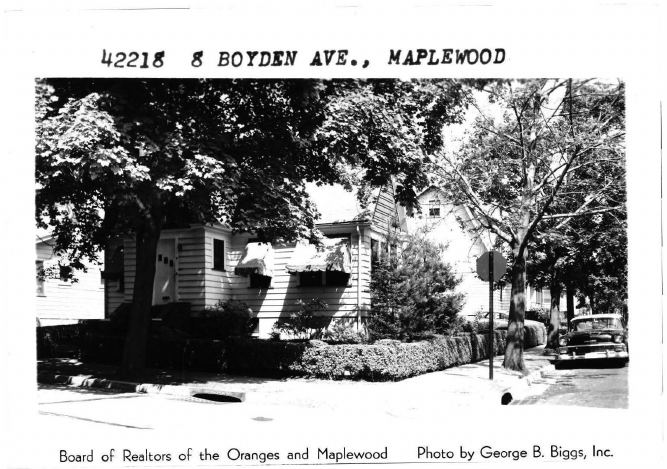 42218 8 BOYDEN AVE., MAPLEWOOD
Board of Realtors of the Oranges and Maplewood Photo by George B. Biggs, Inc.